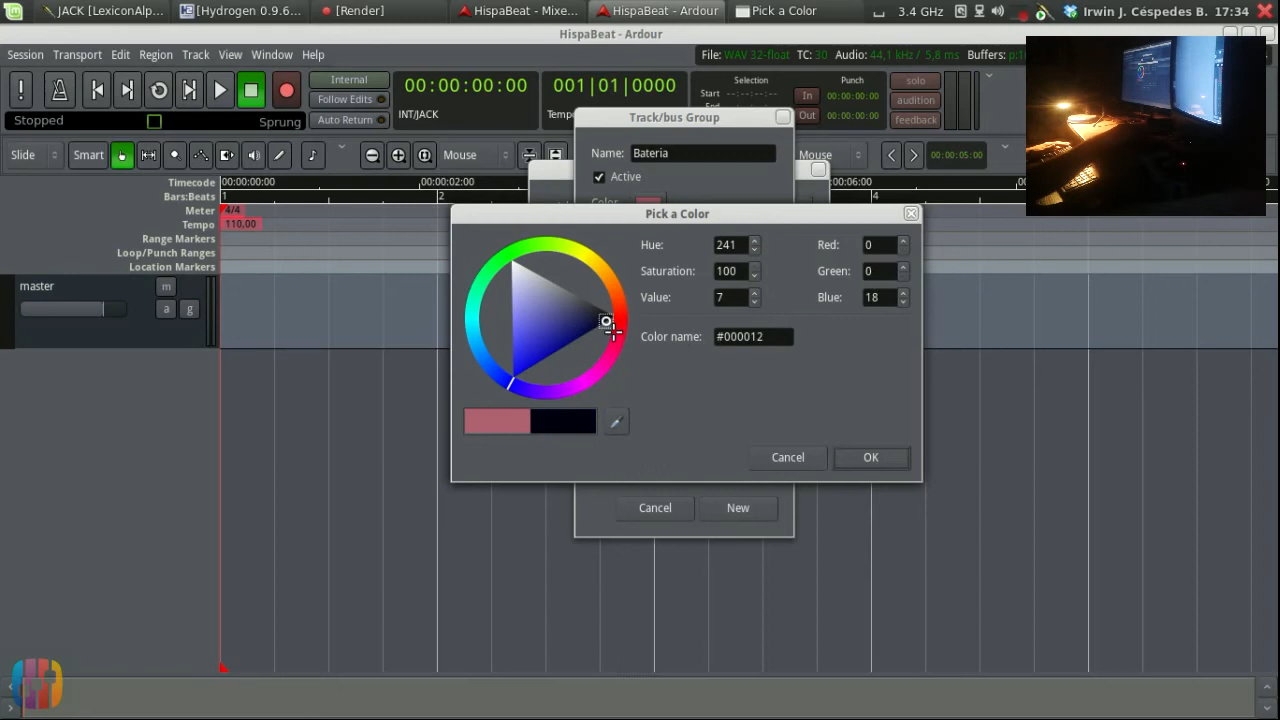 JACK [LexiconAlp...
[Hydrogen 0.9.6...
[Render]
HispaBeat - Mixe...
HispaBeat - Ardour
Pick a Color
3.4 GHz
Irwin J. Céspedes B.
17:34
HispaBeat - Ardour
Session Transport Edit Region Track View Window Help
File: WAV 32-float TC: 30 Audio: 44,1 kHz / 5,8 ms Buffers:
Internal
Follow Edits
Auto Return
00:00:00:00
INT/JACK
001|01|0000
Selection
Start --:--:--:--
Punch
In 00:00:00:00
Out 00:00:00:00
solo
audition
feedback
Stopped
Sprung
Track/bus Group
Name: Bateria
Active
Color
Slide
Smart
Mouse
Mouse
00:00:05:00
Timecode
00:00:00:00
00:00:02:00
:00:06:00
Bars:Beats
1
2
4
Meter
4/4
Tempo
110,00
Range Markers
Loop/Punch Ranges
Location Markers
master
m
a
g
Pick a Color
Hue: 241
Saturation: 100
Value: 7
Red: 0
Green: 0
Blue: 18
Color name: #000012
Cancel
OK
Cancel
New